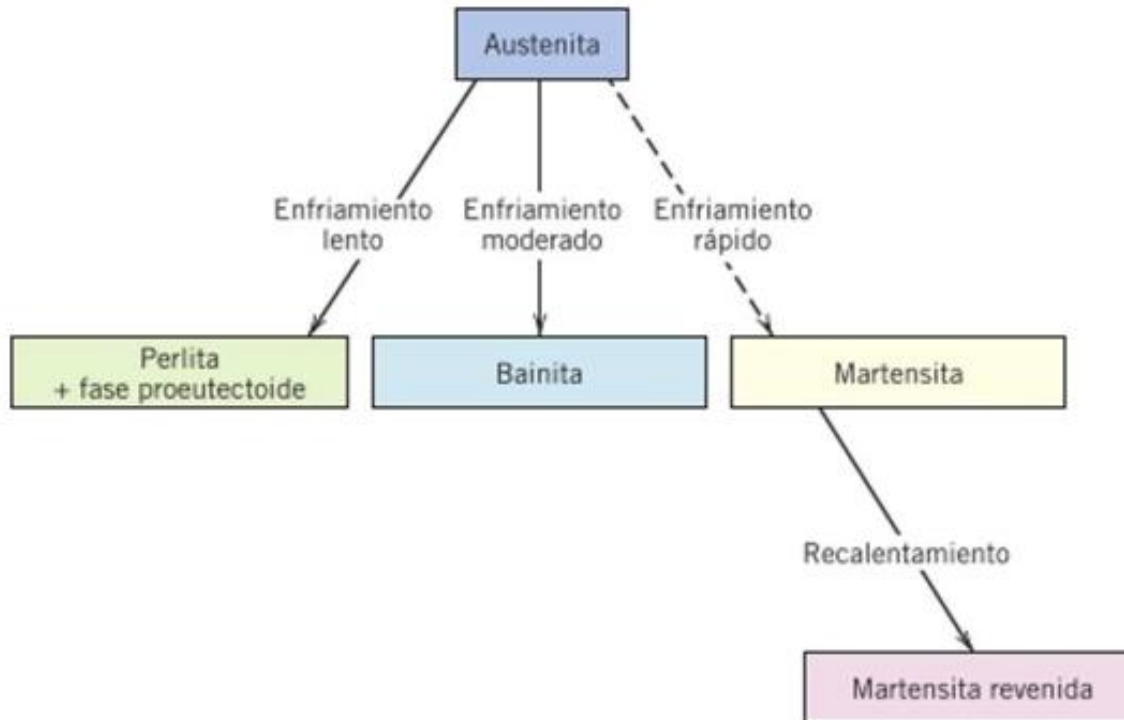 Austenita
Enfriamiento
lento
Enfriamiento
moderado
Enfriamiento
rápido
Perlita
+ fase proeutectoide
Bainita
Martensita
Recalentamiento
Martensita revenida